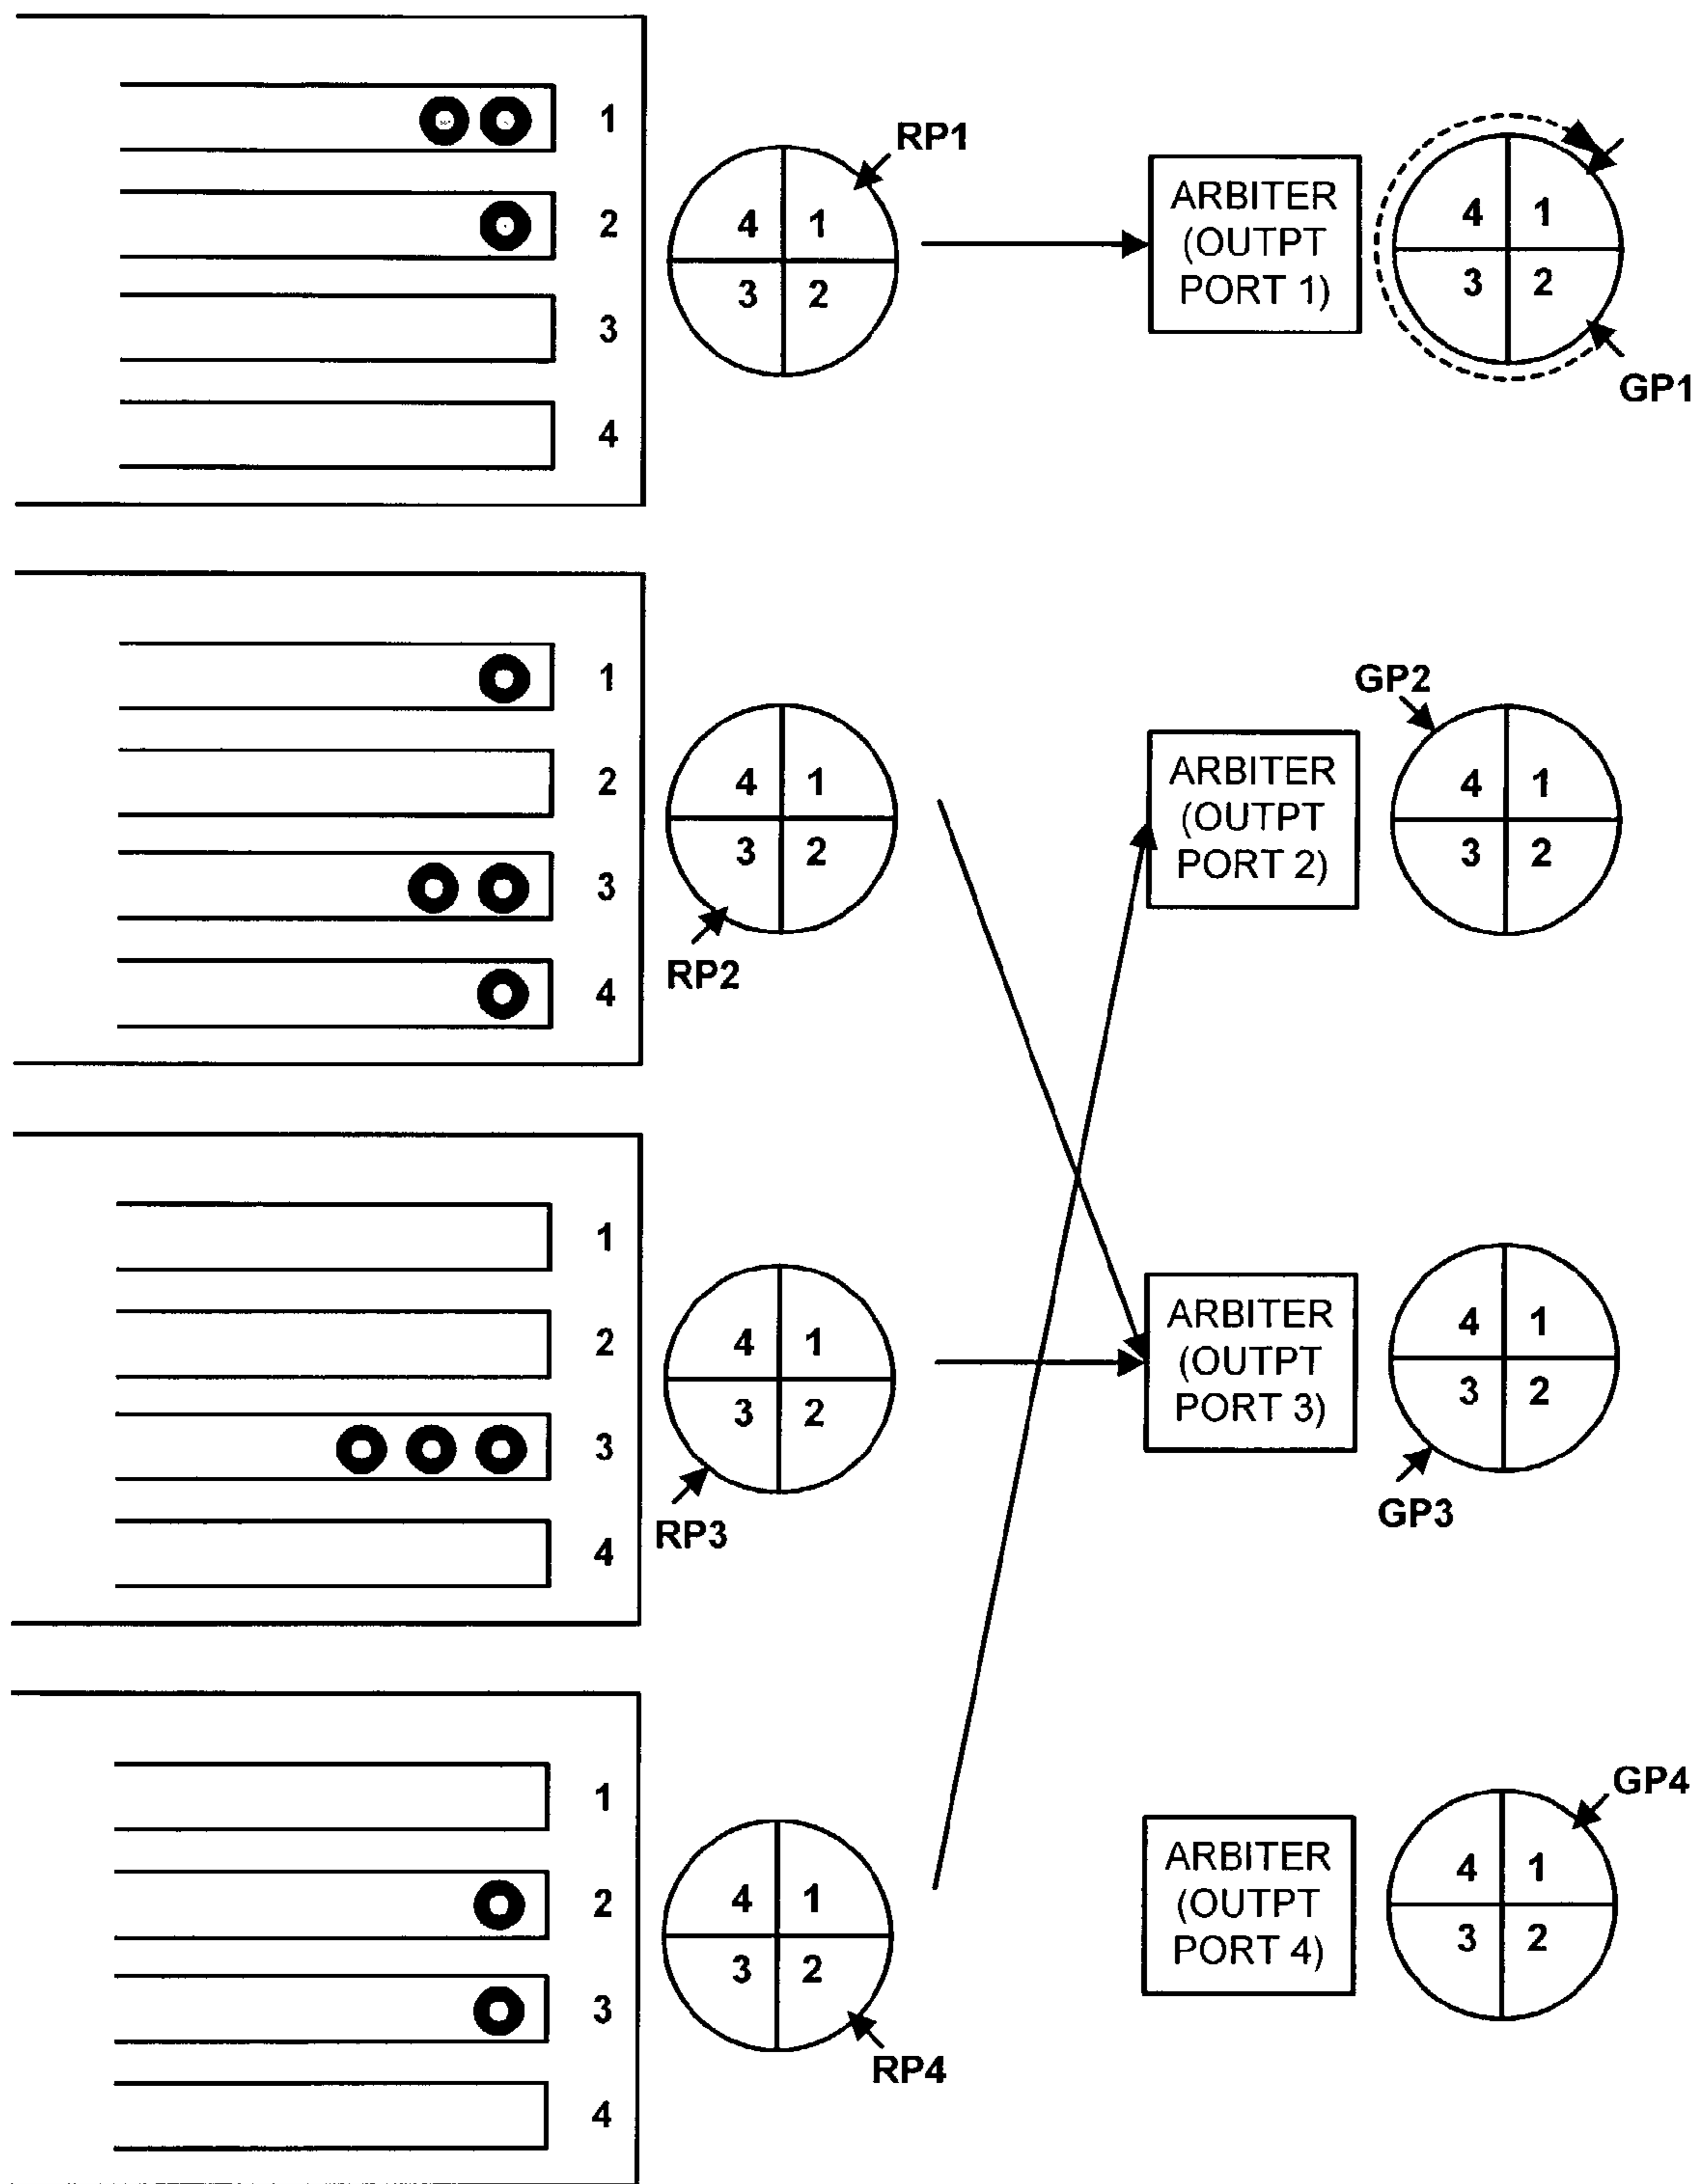 1
2
3
4
4 1
3 2
RP1
ARBITER
(OUTPT
PORT 1)
4 1
3 2
GP1
1
2
3
4
4 1
3 2
RP2
ARBITER
(OUTPT
PORT 2)
GP2
4 1
3 2
1
2
3
4
4 1
3 2
RP3
ARBITER
(OUTPT
PORT 3)
4 1
3 2
GP3
1
2
3
4
4 1
3 2
RP4
ARBITER
(OUTPT
PORT 4)
GP4
4 1
3 2